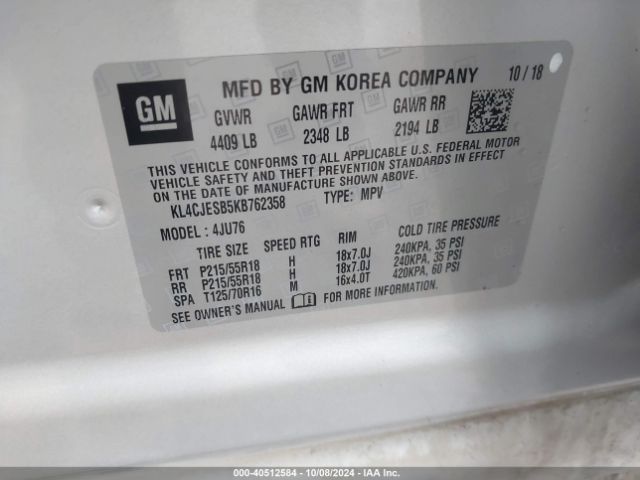 GM
MFD BY GM KOREA COMPANY 10/18
GVWR GAWR FRT GAWR RR
4409 LB 2348 LB 2194 LB
THIS VEHICLE CONFORMS TO ALL APPLICABLE U.S. FEDERAL MOTOR
VEHICLE SAFETY, BUMPER, AND THEFT PREVENTION STANDARDS IN EFFECT
ON THE DATE OF MANUFACTURE SHOWN ABOVE.
KL4CJESB5KB762358 TYPE: MPV
MODEL: 4JU76
TIRE SIZE SPEED RTG RIM COLD TIRE PRESSURE
FRT P215/55R18 H 18x7.0J 240KPA, 35 PSI
RR P215/55R18 H 18x7.0J 240KPA, 35 PSI
SPA T125/70R16 M 16x4.0T 420KPA, 60 PSI
SEE OWNER'S MANUAL FOR MORE INFORMATION.
000-40512584 | 10/08/2024 | IAA Inc.